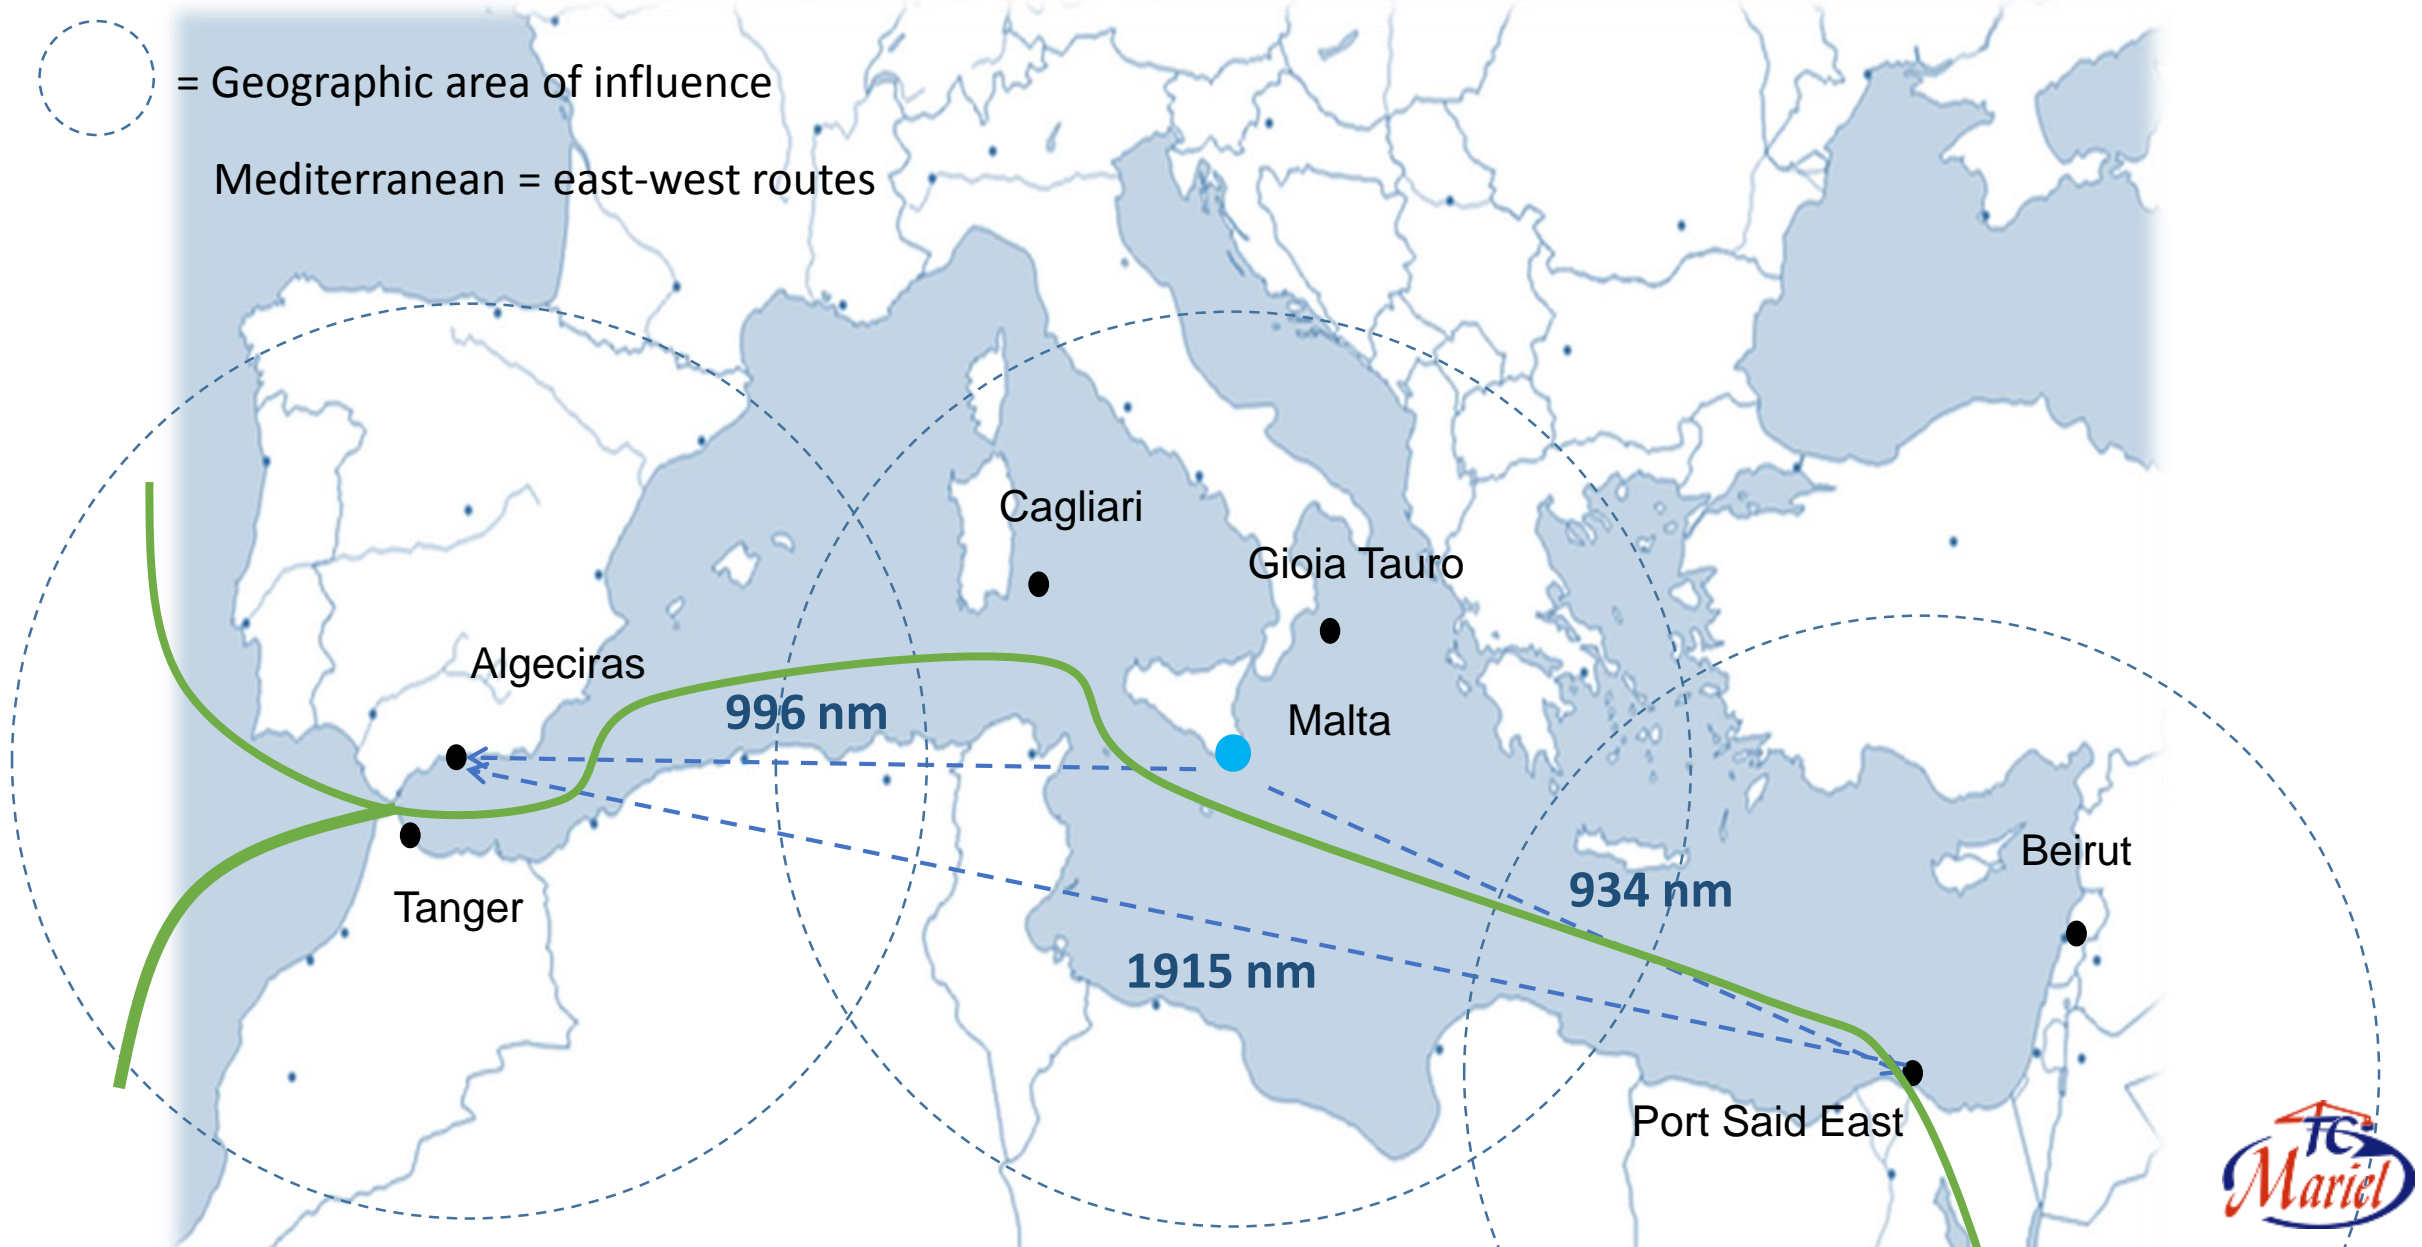 = Geographic area of influence
Mediterranean = east-west routes
Cagliari
Gioia Tauro
Algeciras
996 nm
Malta
Beirut
934 nm
Tanger
1915 nm
Port Said East
TC
Mariel